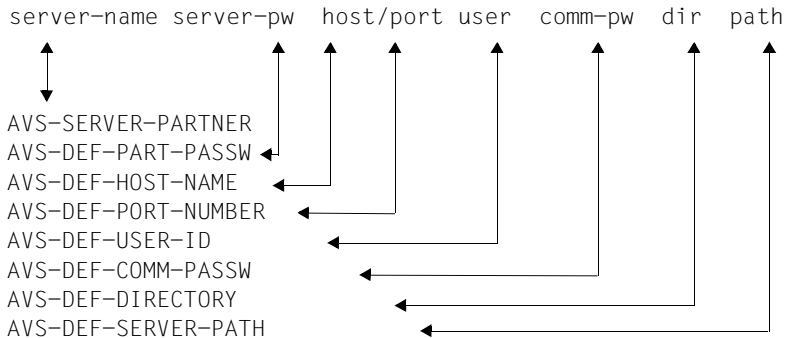 server-name server-pw host/port user comm-pw dir path
AVS-SERVER-PARTNER
AVS-DEF-PART-PASSW
AVS-DEF-HOST-NAME
AVS-DEF-PORT-NUMBER
AVS-DEF-USER-ID
AVS-DEF-COMM-PASSW
AVS-DEF-DIRECTORY
AVS-DEF-SERVER-PATH